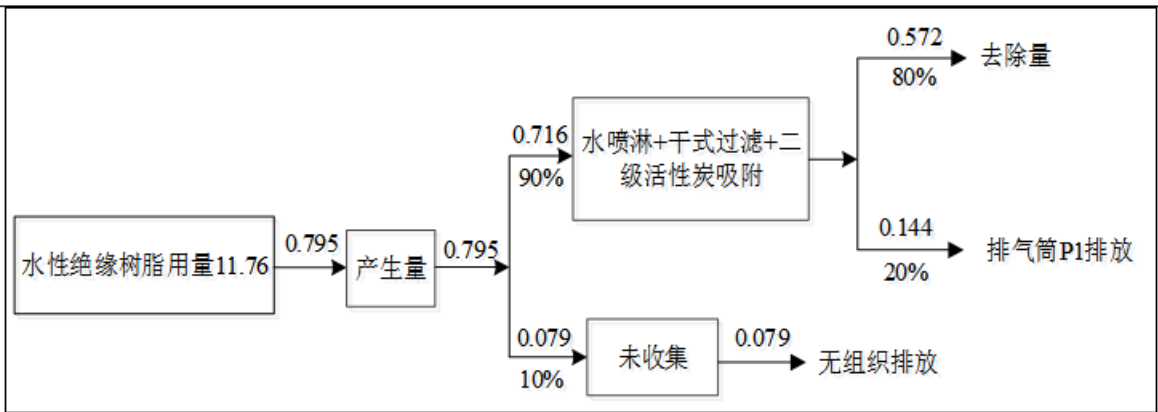 水性绝缘树脂用量11.76
0.795
产生量
0.795
0.716
90%
水喷淋+干式过滤+二
级活性炭吸附
0.572
80%
去除量
0.144
20%
排气筒P1排放
0.079
10%
未收集
0.079
无组织排放